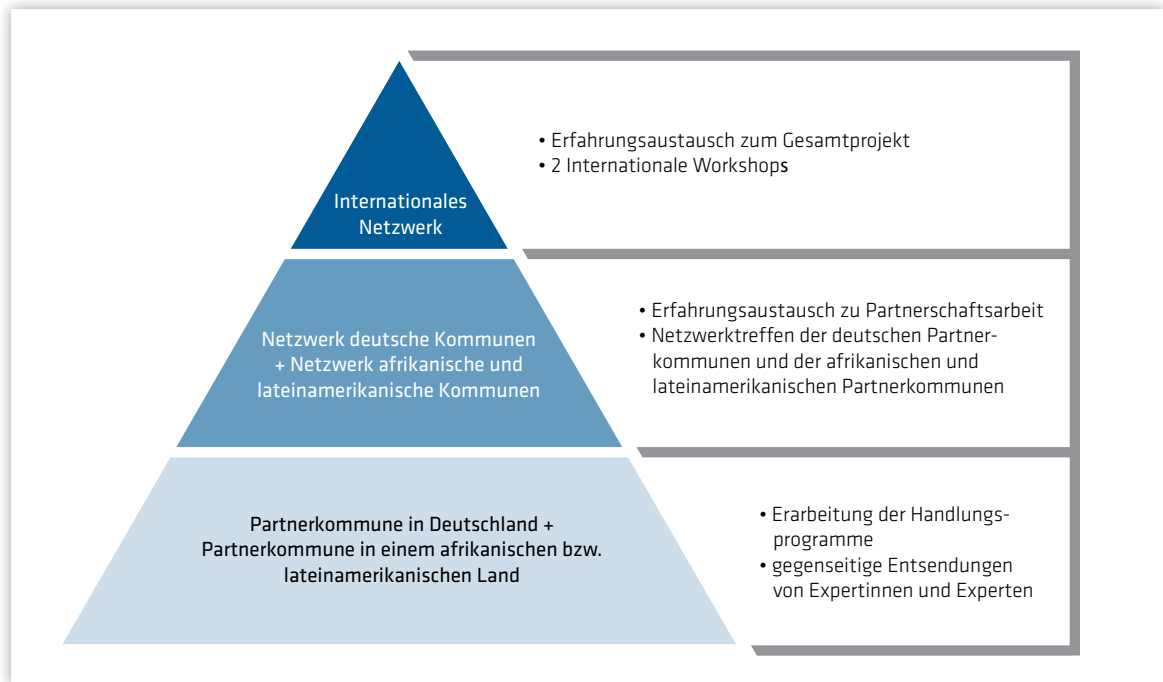 Internationales
Netzwerk
• Erfahrungsaustausch zum Gesamtprojekt
• 2 Internationale Workshops
Netzwerk deutsche Kommunen
+ Netzwerk afrikanische und
lateinamerikanische Kommunen
• Erfahrungsaustausch zu Partnerschaftsarbeit
• Netzwerktreffen der deutschen Partner-
kommunen und der afrikanischen und
lateinamerikanischen Partnerkommunen
Partnerkommune in Deutschland +
Partnerkommune in einem afrikanischen bzw.
lateinamerikanischen Land
• Erarbeitung der Handlungs-
programme
• gegenseitige Entsendungen
von Expertinnen und Experten